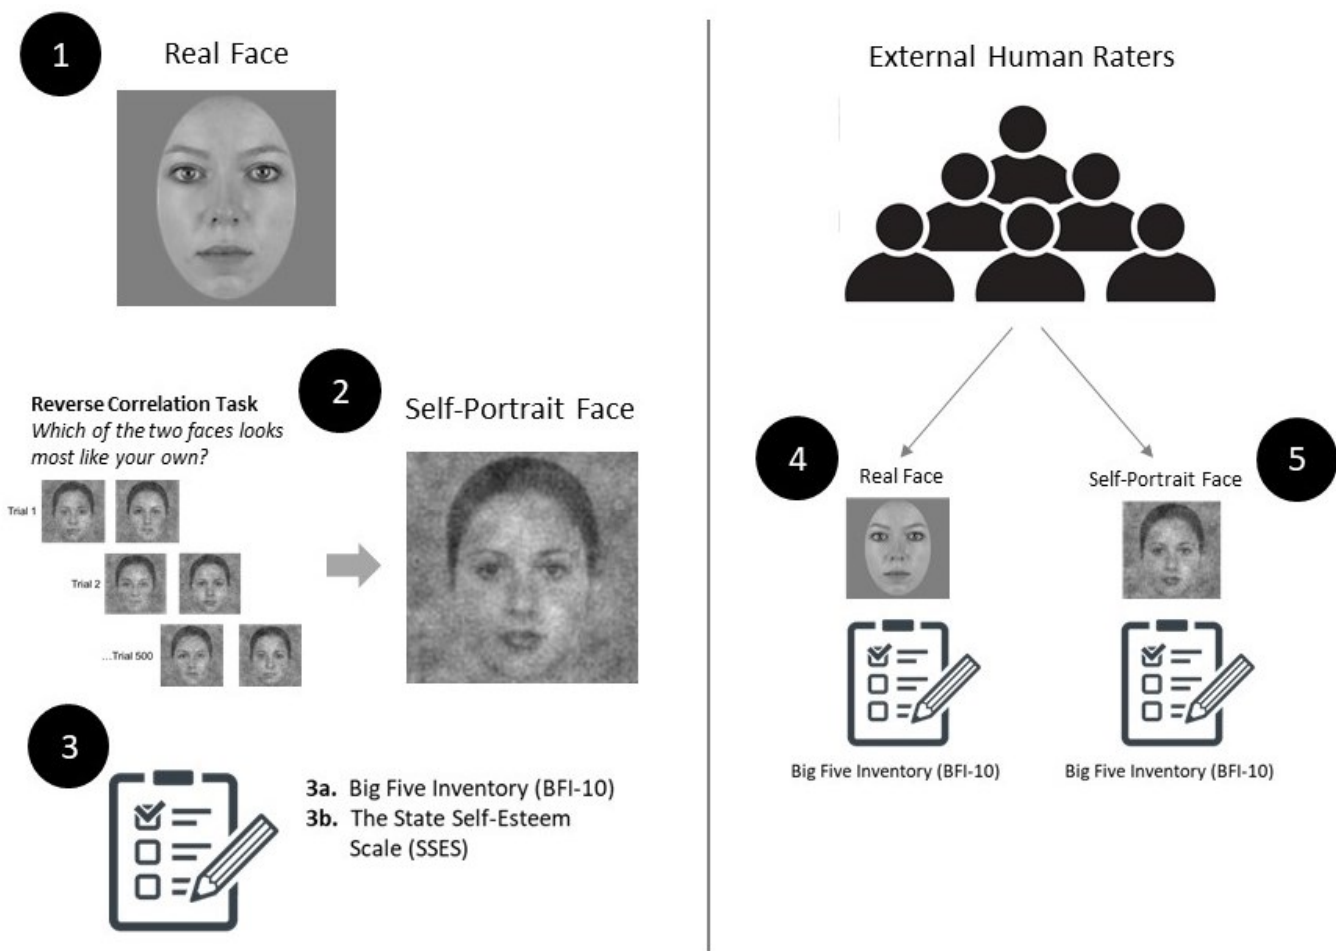 1
Real Face
2
Reverse Correlation Task
Which of the two faces looks
most like your own?
Self-Portrait Face
Trial 1
Trial 2
...Trial 500
3
3a. Big Five Inventory (BFI-10)
3b. The State Self-Esteem
Scale (SSES)
External Human Raters
4
Real Face
5
Self-Portrait Face
Big Five Inventory (BFI-10)
Big Five Inventory (BFI-10)